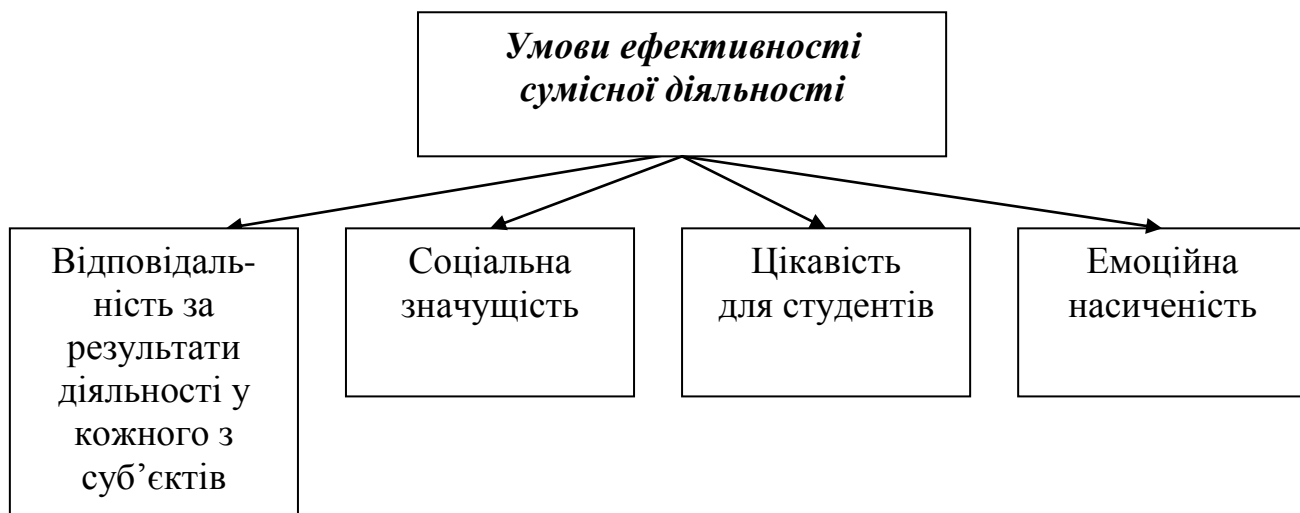 Умови ефективності
сумісної діяльності
Відповідаль-
ність за
результати
діяльності у
кожного з
суб’єктів
Соціальна
значущість
Цікавість
для студентів
Емоційна
насиченість